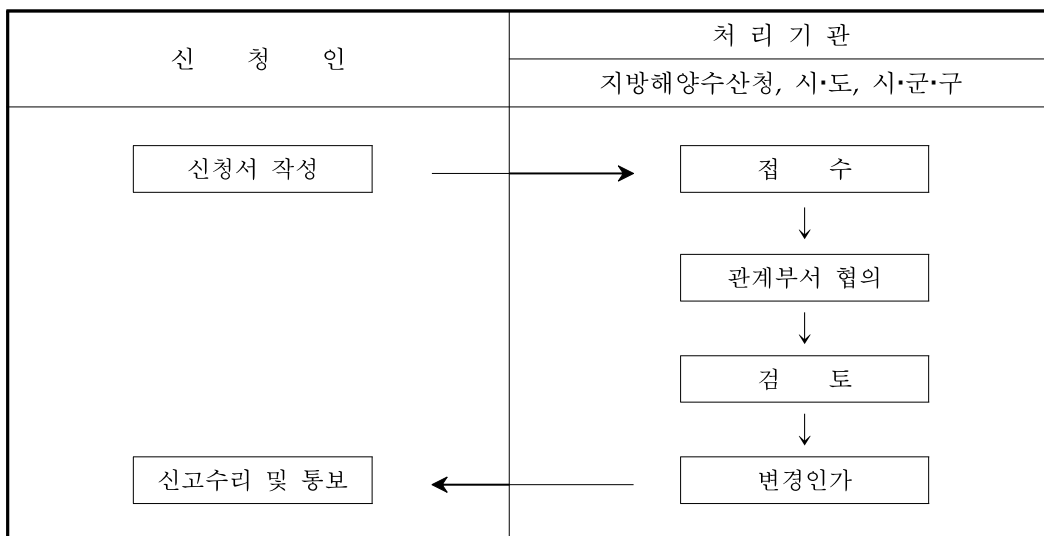 신 청 인
처 리 기 관
지방해양수산청, 시·도, 시·군·구
신청서 작성
접 수
관계부서 협의
검 토
신고수리 및 통보
변경인가